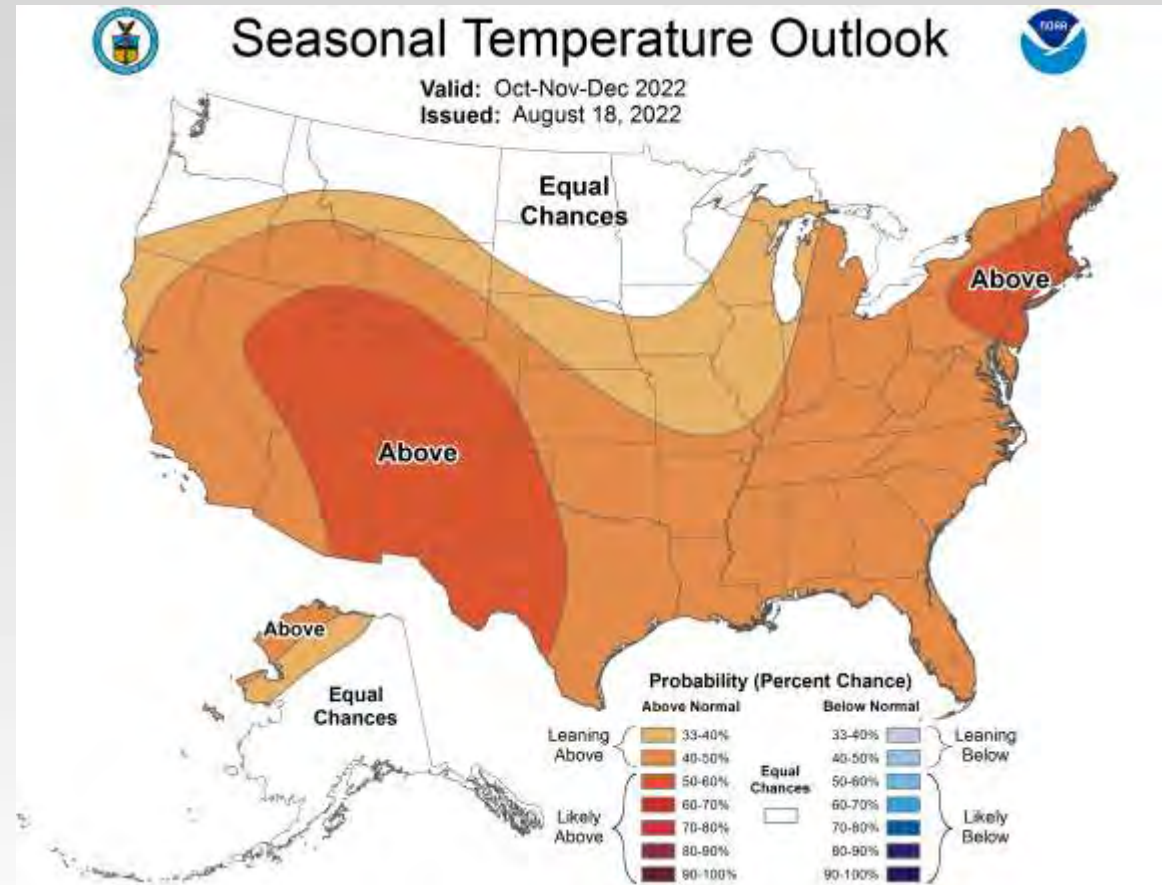 Seasonal Temperature Outlook
NOAA
Valid: Oct-Nov-Dec 2022
Issued: August 18, 2022
Equal
Chances
Above
Above
Above
Equal
Chances
Probability (Percent Chance)
Above Normal
Below Normal
Leaning
Above
33-40%
40-50%
Likely
Above
50-60%
60-70%
70-80%
80-90%
90-100%
Equal
Chances
33-40%
40-50%
Leaning
Below
50-60%
60-70%
70-80%
80-90%
90-100%
Likely
Below